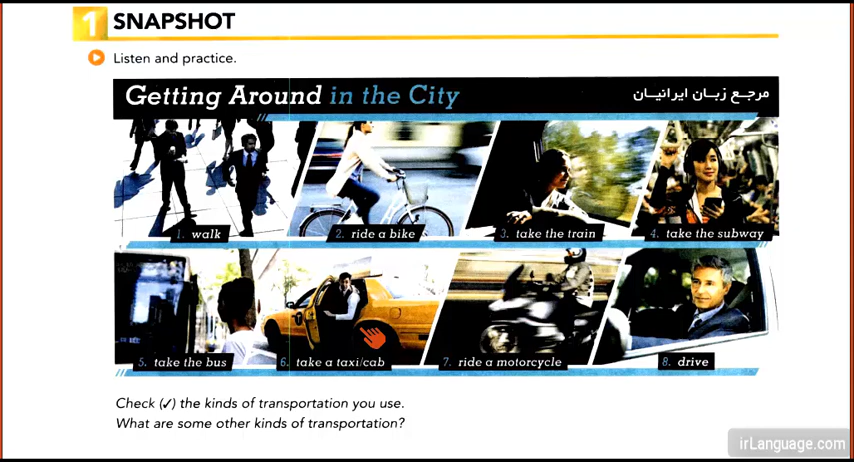 1 SNAPSHOT
Listen and practice.
Getting Around in the City
مرجع زبان ایرانیان
1. walk
2. ride a bike
3. take the train
4. take the subway
5. take the bus
6. take a taxi/cab
7. ride a motorcycle
8. drive
Check (✓) the kinds of transportation you use.
What are some other kinds of transportation?
irLanguage.com